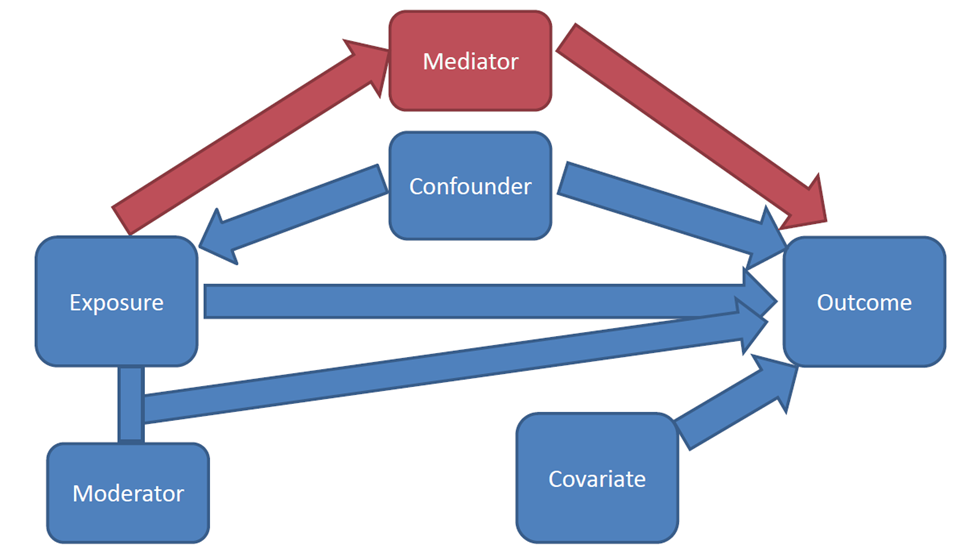 Mediator
Confounder
Exposure
Outcome
Covariate
Moderator